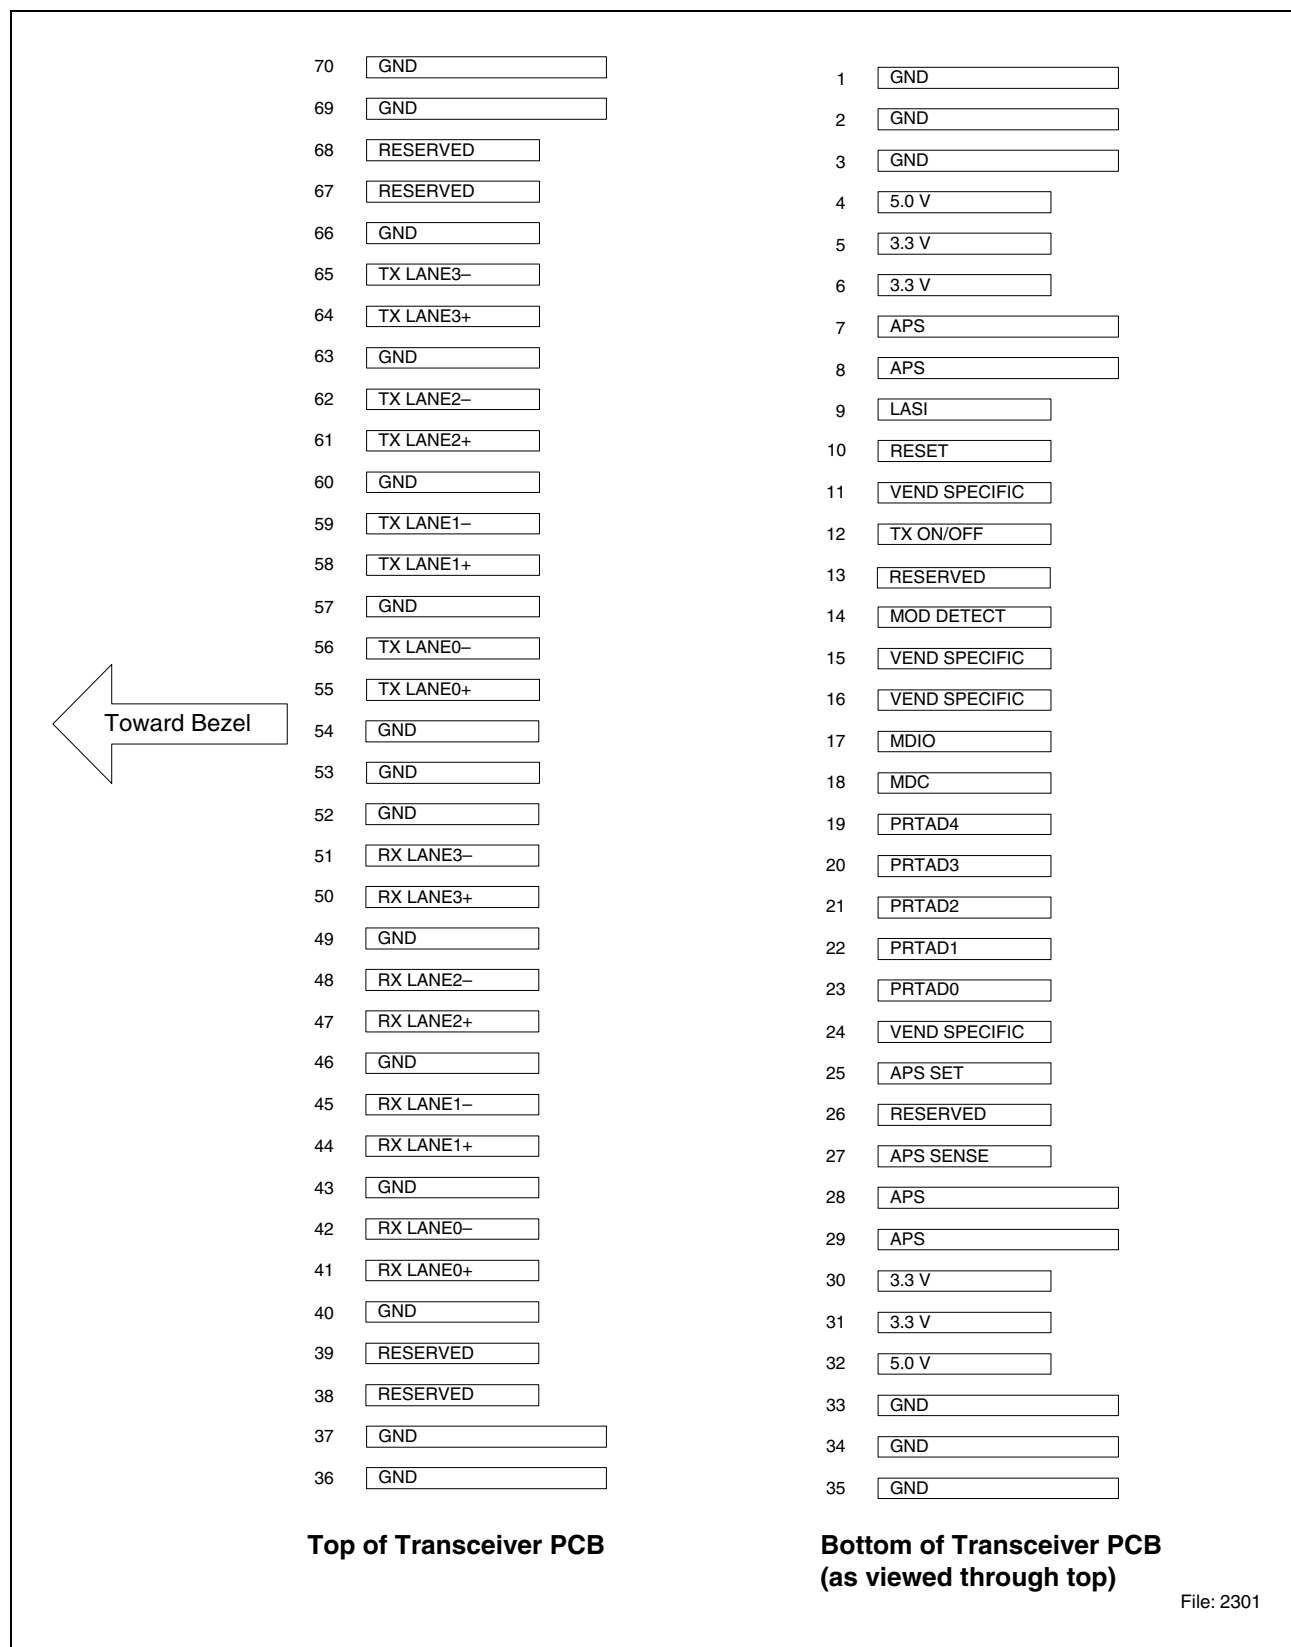 70 GND
69 GND
68 RESERVED
67 RESERVED
66 GND
65 TX LANE3–
64 TX LANE3+
63 GND
62 TX LANE2–
61 TX LANE2+
60 GND
59 TX LANE1–
58 TX LANE1+
57 GND
56 TX LANE0–
55 TX LANE0+
54 GND
53 GND
52 GND
51 RX LANE3–
50 RX LANE3+
49 GND
48 RX LANE2–
47 RX LANE2+
46 GND
45 RX LANE1–
44 RX LANE1+
43 GND
42 RX LANE0–
41 RX LANE0+
40 GND
39 RESERVED
38 RESERVED
37 GND
36 GND
Toward Bezel
Top of Transceiver PCB
1 GND
2 GND
3 GND
4 5.0 V
5 3.3 V
6 3.3 V
7 APS
8 APS
9 LASI
10 RESET
11 VEND SPECIFIC
12 TX ON/OFF
13 RESERVED
14 MOD DETECT
15 VEND SPECIFIC
16 VEND SPECIFIC
17 MDIO
18 MDC
19 PRTAD4
20 PRTAD3
21 PRTAD2
22 PRTAD1
23 PRTAD0
24 VEND SPECIFIC
25 APS SET
26 RESERVED
27 APS SENSE
28 APS
29 APS
30 3.3 V
31 3.3 V
32 5.0 V
33 GND
34 GND
35 GND
Bottom of Transceiver PCB
(as viewed through top)
File: 2301